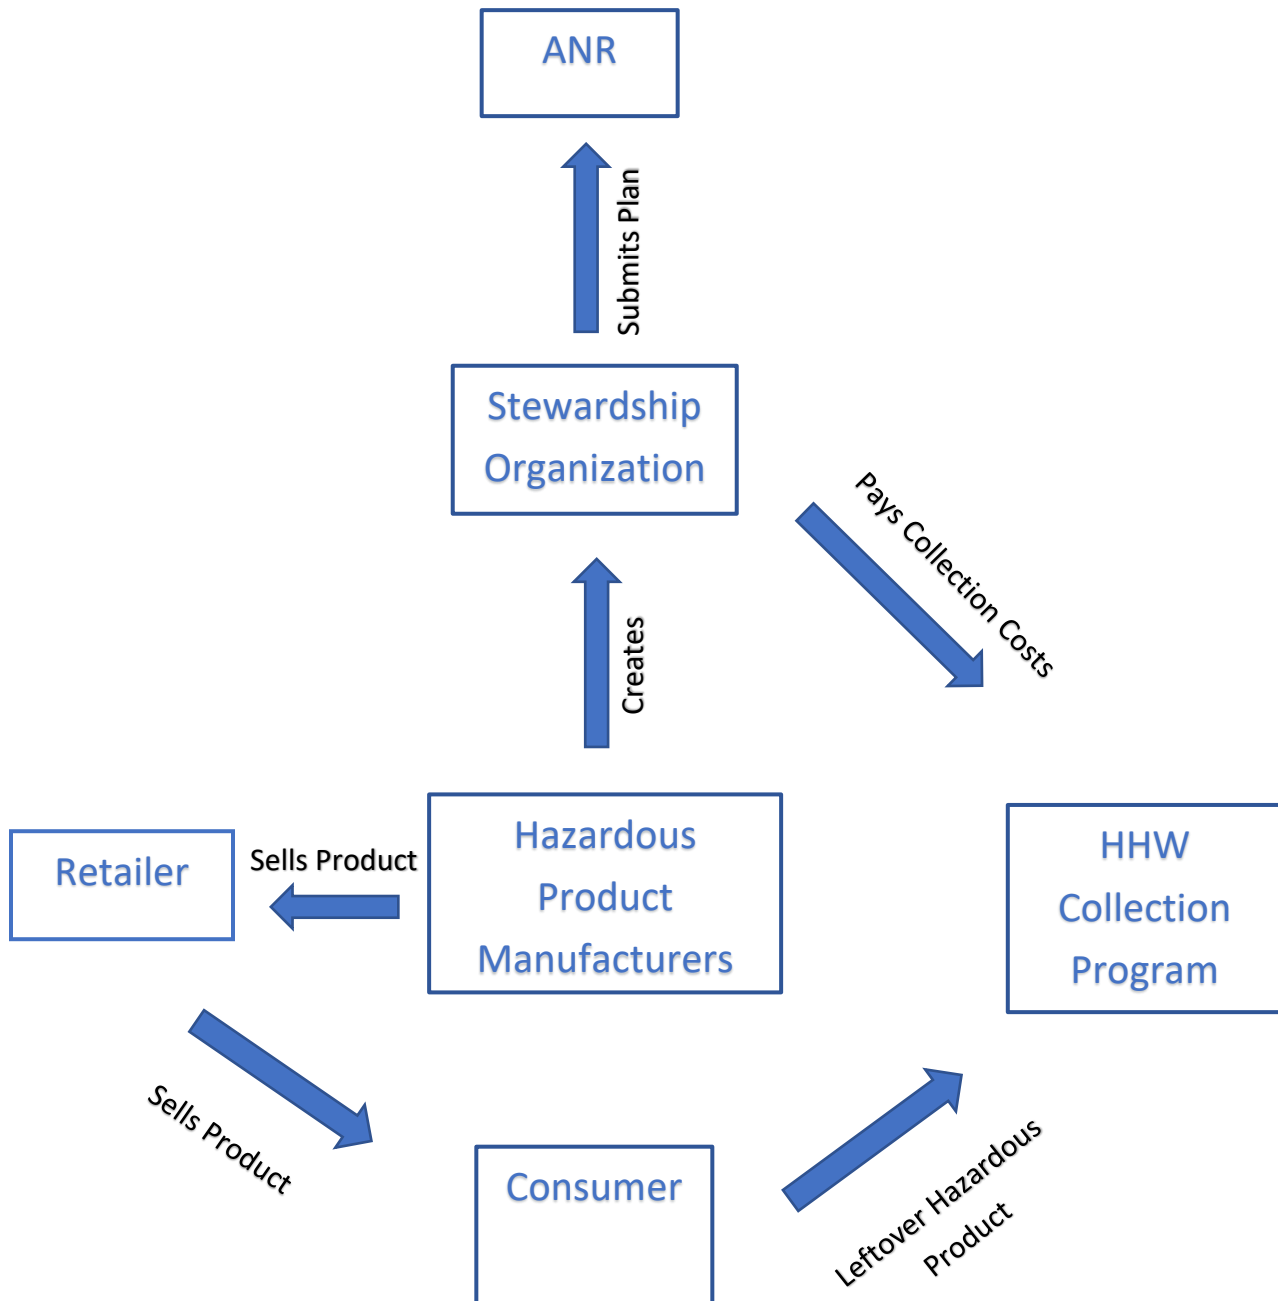 ANR
Submits Plan
Stewardship
Organization
Pays Collection Costs
Creates
Retailer
Sells Product
Hazardous
Product
Manufacturers
HHW
Collection
Program
Sells Product
Consumer
Leftover Hazardous
Product